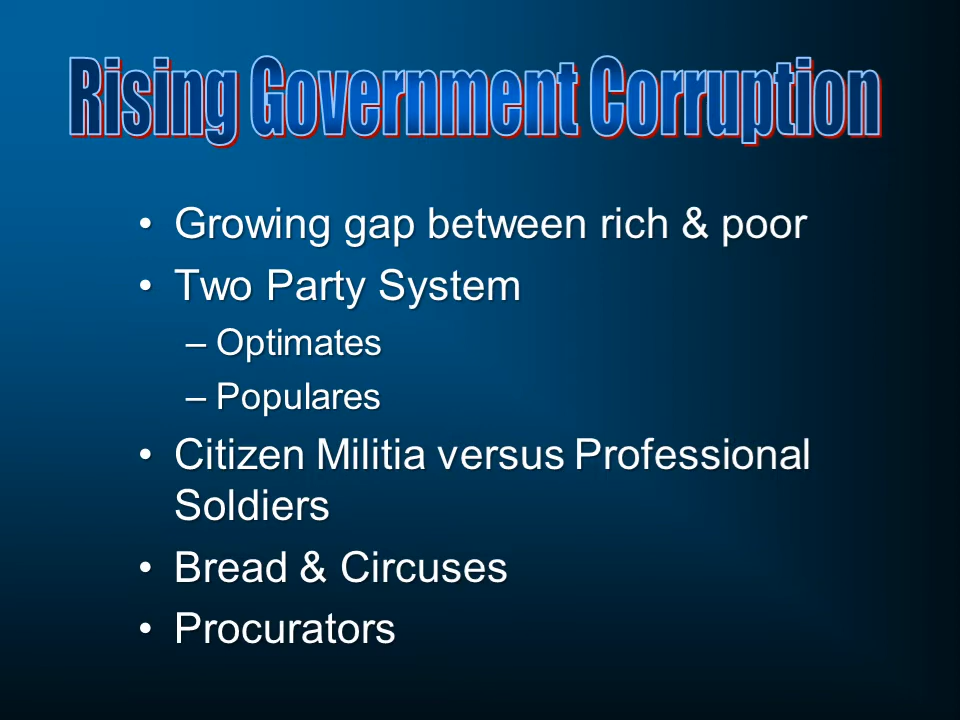 Rising Government Corruption
• Growing gap between rich & poor
• Two Party System
– Optimates
– Populares
• Citizen Militia versus Professional
Soldiers
• Bread & Circuses
• Procurators